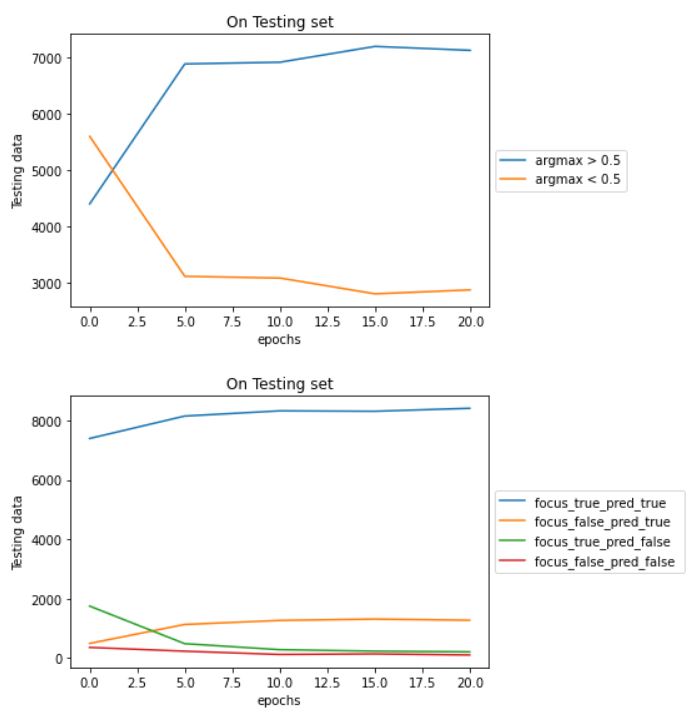 On Testing set
7000
6000
5000
4000
3000
Testing data
0.0 2.5 5.0 7.5 10.0 12.5 15.0 17.5 20.0
epochs
argmax > 0.5
argmax < 0.5
On Testing set
8000
6000
4000
2000
0
Testing data
0.0 2.5 5.0 7.5 10.0 12.5 15.0 17.5 20.0
epochs
focus_true_pred_true
focus_false_pred_true
focus_true_pred_false
focus_false_pred_false